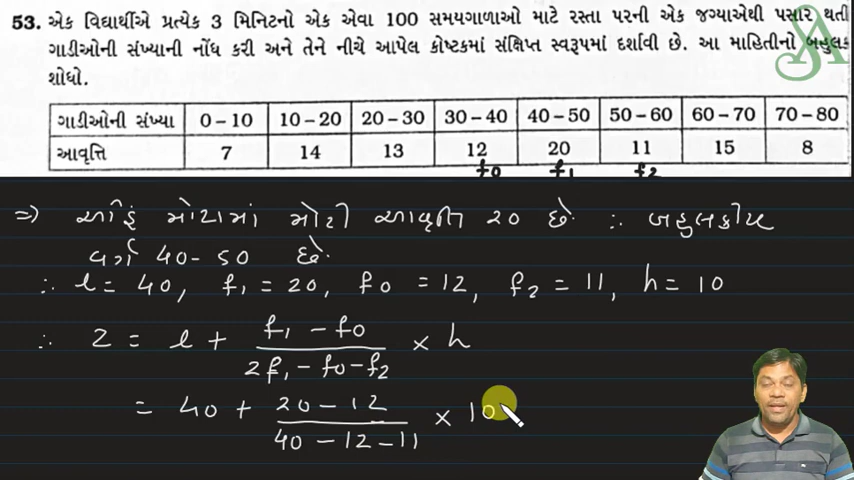 53. એક વિદ્યાર્થીએ પ્રત્યેક 3 મિનિટનો એક એવા 100 સમયગાળાઓ માટે રસ્તા પરની એક જગ્યાએથી પસાર થતી
ગાડીઓની સંખ્યાની નોંધ કરી અને તેને નીચે આપેલ કોષ્ટકમાં સંક્ષિપ્ત સ્વરૂપમાં દર્શાવી છે. આ માહિતીનો બહુલક
શોધો.
ગાડીઓની સંખ્યા 0–10 10–20 20–30 30–40 40–50 50–60 60–70 70–80
આવૃત્તિ 7 14 13 12 20 11 15 8
f0 f1 f2
⇒ અહિં મોટામાં મોટી આવૃત્તિ 20 છે ∴ બહુલકીય
વર્ગ 40-50 છે.
∴ l = 40, f1 = 20, f0 = 12, f2 = 11, h = 10
∴ Z = l + (f1 – f0) / (2f1 – f0 – f2) × h
= 40 + (20 – 12) / (40 – 12 – 11) × 10